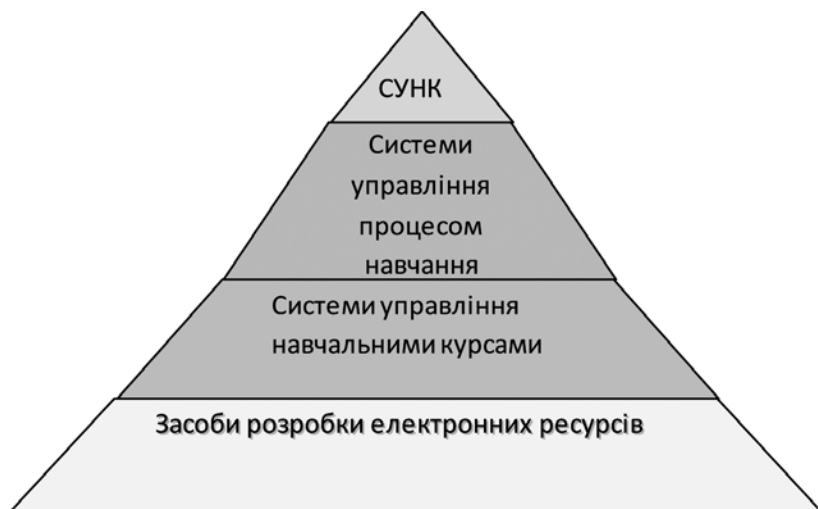 СУНК
Системи
управління
процесом
навчання
Системи управління
навчальними курсами
Засоби розробки електронних ресурсів